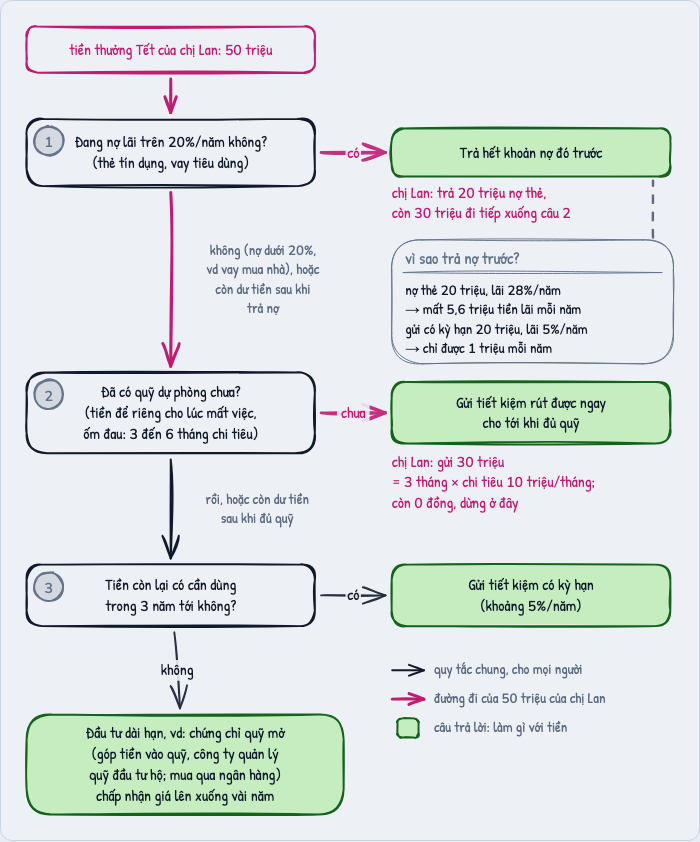 tiền thưởng Tết của chị Lan: 50 triệu
1
Đang nợ lãi trên 20%/năm không?
(thẻ tín dụng, vay tiêu dùng)
có
Trả hết khoản nợ đó trước
chị Lan: trả 20 triệu nợ thẻ,
còn 30 triệu đi tiếp xuống câu 2
không (nợ dưới 20%,
vd vay mua nhà), hoặc
còn dư tiền sau khi
trả nợ
vì sao trả nợ trước?
nợ thẻ 20 triệu, lãi 28%/năm
→ mất 5,6 triệu tiền lãi mỗi năm
gửi có kỳ hạn 20 triệu, lãi 5%/năm
→ chỉ được 1 triệu mỗi năm
2
Đã có quỹ dự phòng chưa?
(tiền để riêng cho lúc mất việc,
ốm đau: 3 đến 6 tháng chi tiêu)
chưa
Gửi tiết kiệm rút được ngay
cho tới khi đủ quỹ
chị Lan: gửi 30 triệu
= 3 tháng × chi tiêu 10 triệu/tháng;
còn 0 đồng, dừng ở đây
rồi, hoặc còn dư tiền
sau khi đủ quỹ
3
Tiền còn lại có cần dùng
trong 3 năm tới không?
có
Gửi tiết kiệm có kỳ hạn
(khoảng 5%/năm)
không
Đầu tư dài hạn, vd: chứng chỉ quỹ mở
(góp tiền vào quỹ, công ty quản lý
quỹ đầu tư hộ; mua qua ngân hàng)
chấp nhận giá lên xuống vài năm
quy tắc chung, cho mọi người
đường đi của 50 triệu của chị Lan
câu trả lời: làm gì với tiền